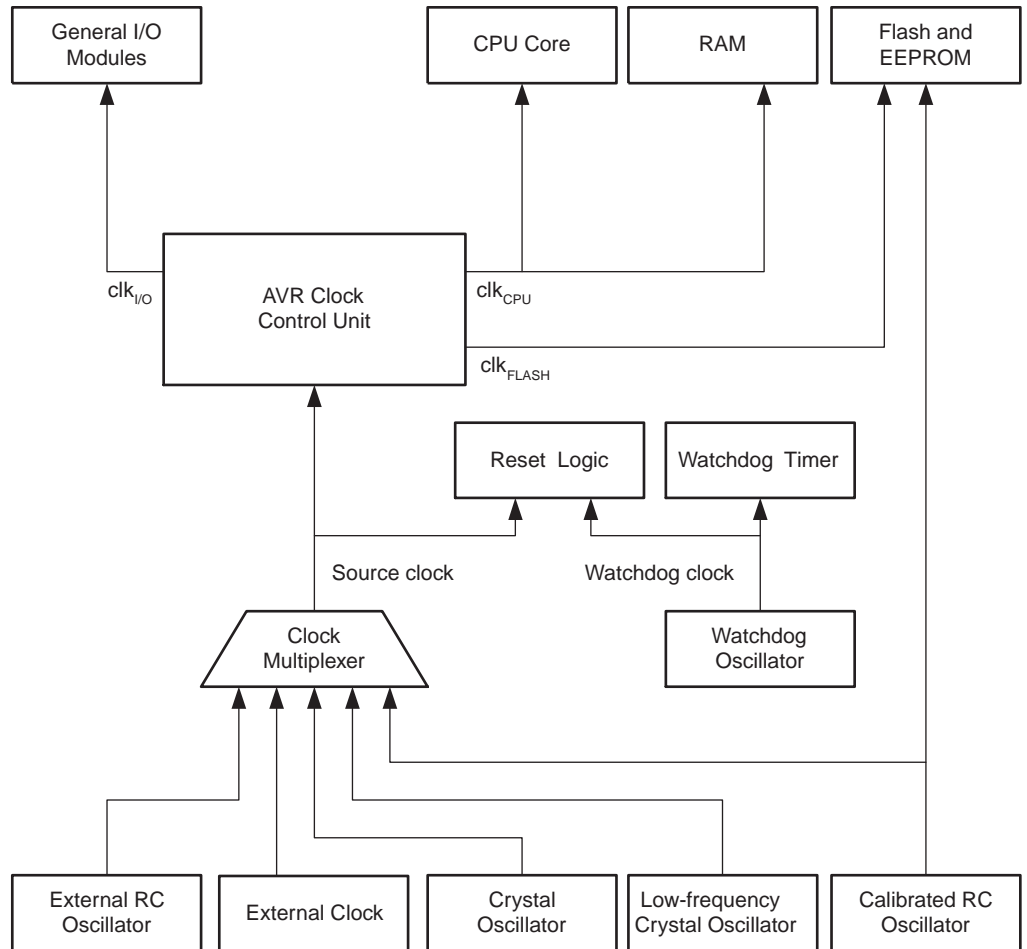 General I/O
Modules
CPU Core
RAM
Flash and
EEPROM
clkI/O
AVR Clock
Control Unit
clkCPU
clkFLASH
Reset Logic
Watchdog Timer
Source clock
Watchdog clock
Clock
Multiplexer
Watchdog
Oscillator
External RC
Oscillator
External Clock
Crystal
Oscillator
Low-frequency
Crystal Oscillator
Calibrated RC
Oscillator